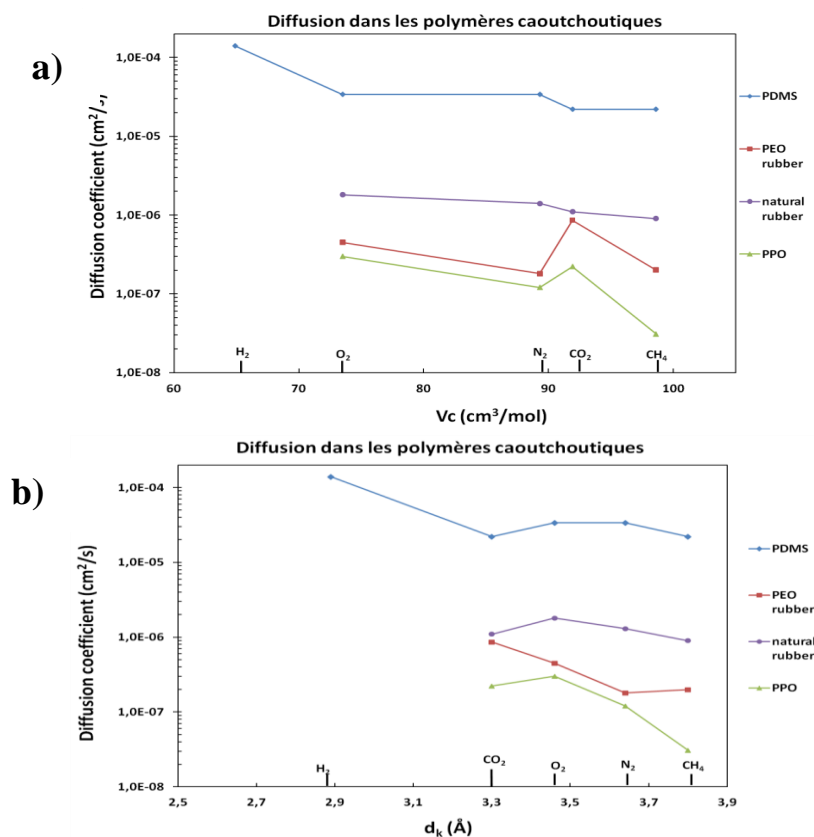 Diffusion dans les polymères caoutchoutiques
a)
Diffusion coefficient (cm²/s)
1,0E-04
1,0E-05
1,0E-06
1,0E-07
1,0E-08
H₂
O₂
N₂
CO₂
CH₄
60
70
80
90
100
Vc (cm³/mol)
PDMS
PEO
rubber
natural
rubber
PPO
Diffusion dans les polymères caoutchoutiques
b)
Diffusion coefficient (cm²/s)
1,0E-04
1,0E-05
1,0E-06
1,0E-07
1,0E-08
H₂
CO₂
O₂
N₂
CH₄
2,5
2,7
2,9
3,1
3,3
3,5
3,7
3,9
dₖ (Å)
PDMS
PEO
rubber
natural
rubber
PPO